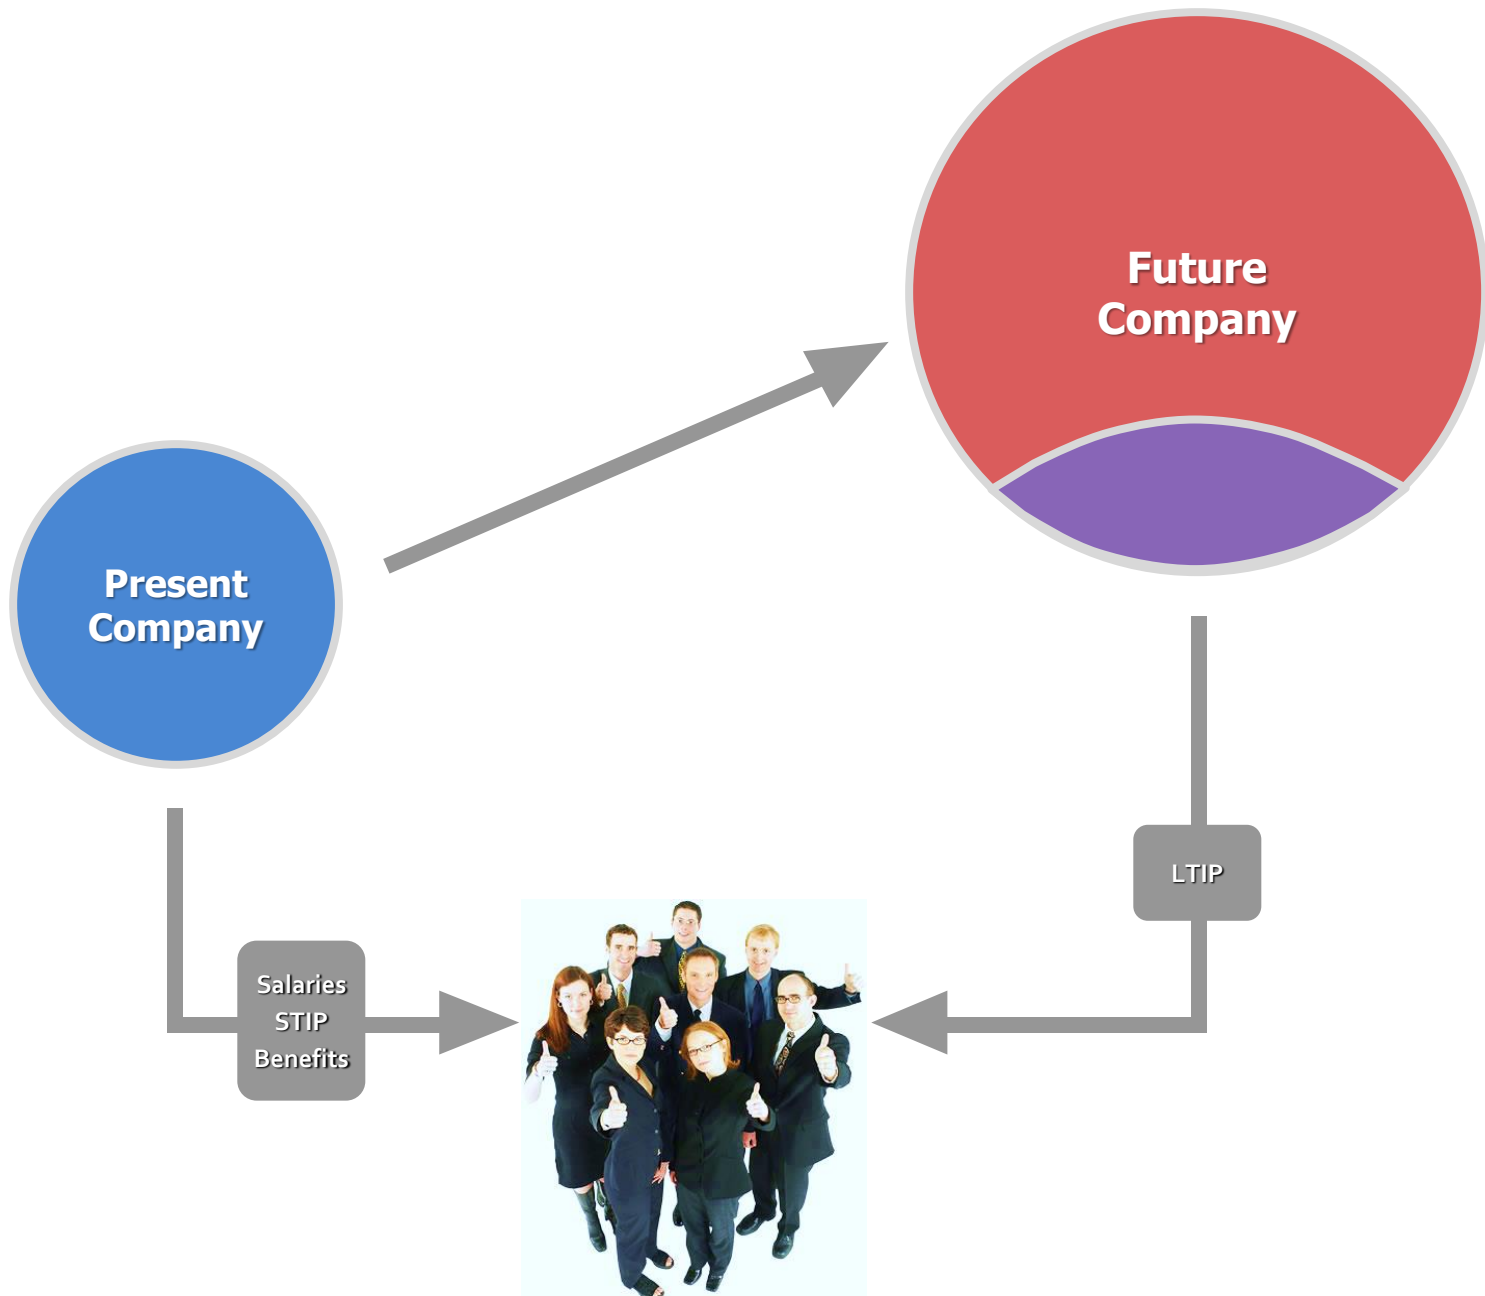 Future
Company
Present
Company
LTIP
Salaries
STIP
Benefits